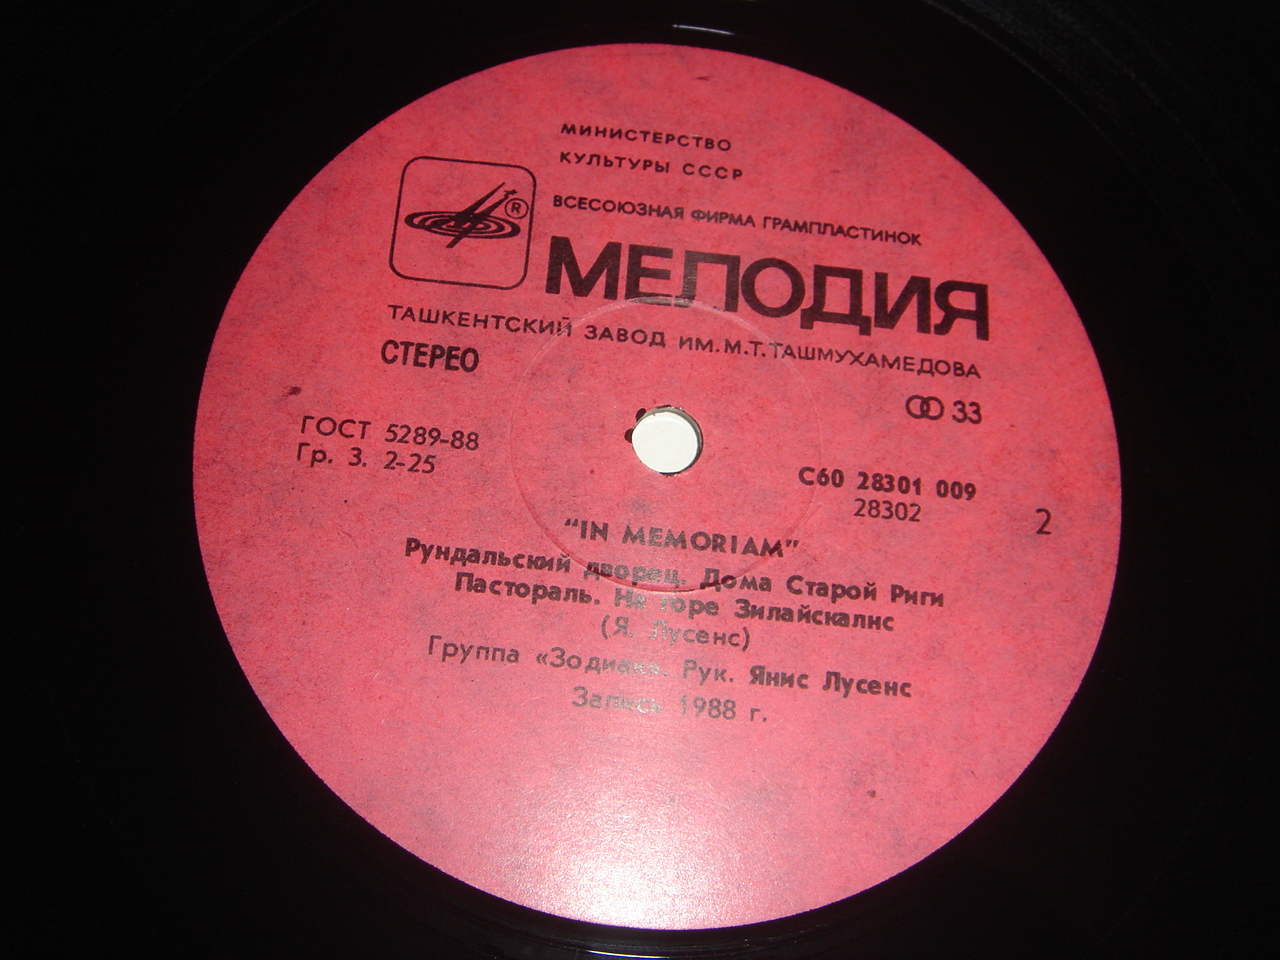 МИНИСТЕРСТВО
КУЛЬТУРЫ СССР
ВСЕСОЮЗНАЯ ФИРМА ГРАМПЛАСТИНОК
®
МЕЛОДИЯ
ТАШКЕНТСКИЙ ЗАВОД ИМ. М. Т. ТАШМУХАМЕДОВА
СТЕРЕО
33
ГОСТ 5289-88
Гр. 3. 2-25
С60 28301 009
28302
2
"IN MEMORIAM"
Рундальский дворец. Дома Старой Риги
Пастораль. На горе Зилайскалнс
(Я. Лусенс)
Группа «Зодиак». Рук. Янис Лусенс
Запись 1988 г.